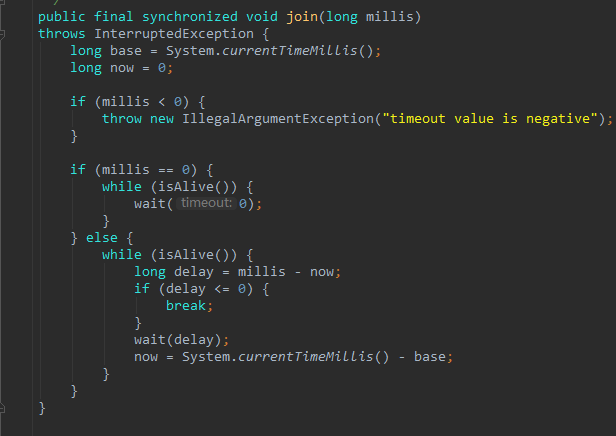 public final synchronized void join(long millis)
throws InterruptedException {
    long base = System.currentTimeMillis();
    long now = 0;

    if (millis < 0) {
        throw new IllegalArgumentException("timeout value is negative");
    }

    if (millis == 0) {
        while (isAlive()) {
            wait( timeout: 0);
        }
    } else {
        while (isAlive()) {
            long delay = millis - now;
            if (delay <= 0) {
                break;
            }
            wait(delay);
            now = System.currentTimeMillis() - base;
        }
    }
}